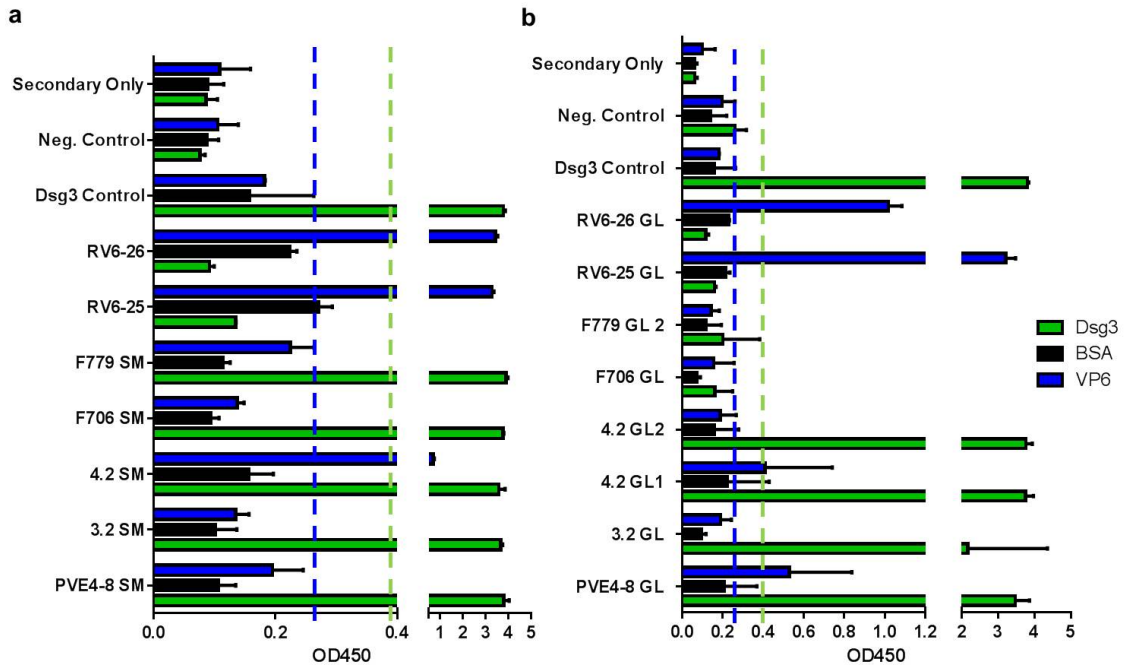 a
Secondary Only
Neg. Control
Dsg3 Control
RV6-26
RV6-25
F779 SM
F706 SM
4.2 SM
3.2 SM
PVE4-8 SM
0.0 0.2 0.4 1 2 3 4 5
OD450
b
Secondary Only
Neg. Control
Dsg3 Control
RV6-26 GL
RV6-25 GL
F779 GL 2
F706 GL
4.2 GL2
4.2 GL1
3.2 GL
PVE4-8 GL
0.0 0.2 0.4 0.6 0.8 1.0 1.2 2 3 4 5
OD450
Dsg3
BSA
VP6